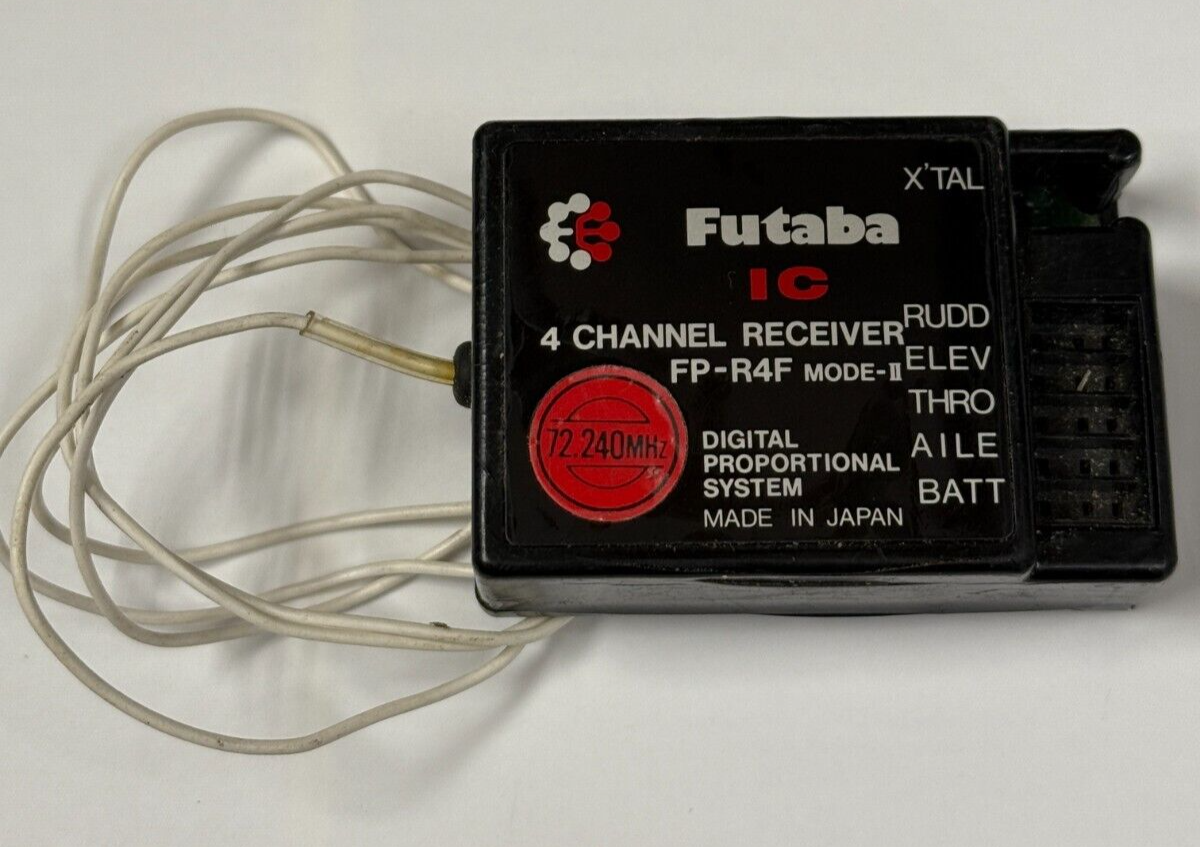 X'TAL
Futaba
IC
4 CHANNEL RECEIVER
FP-R4F MODE-II
72.240MHz
DIGITAL
PROPORTIONAL
SYSTEM
MADE IN JAPAN
RUDD
ELEV
THRO
AILE
BATT